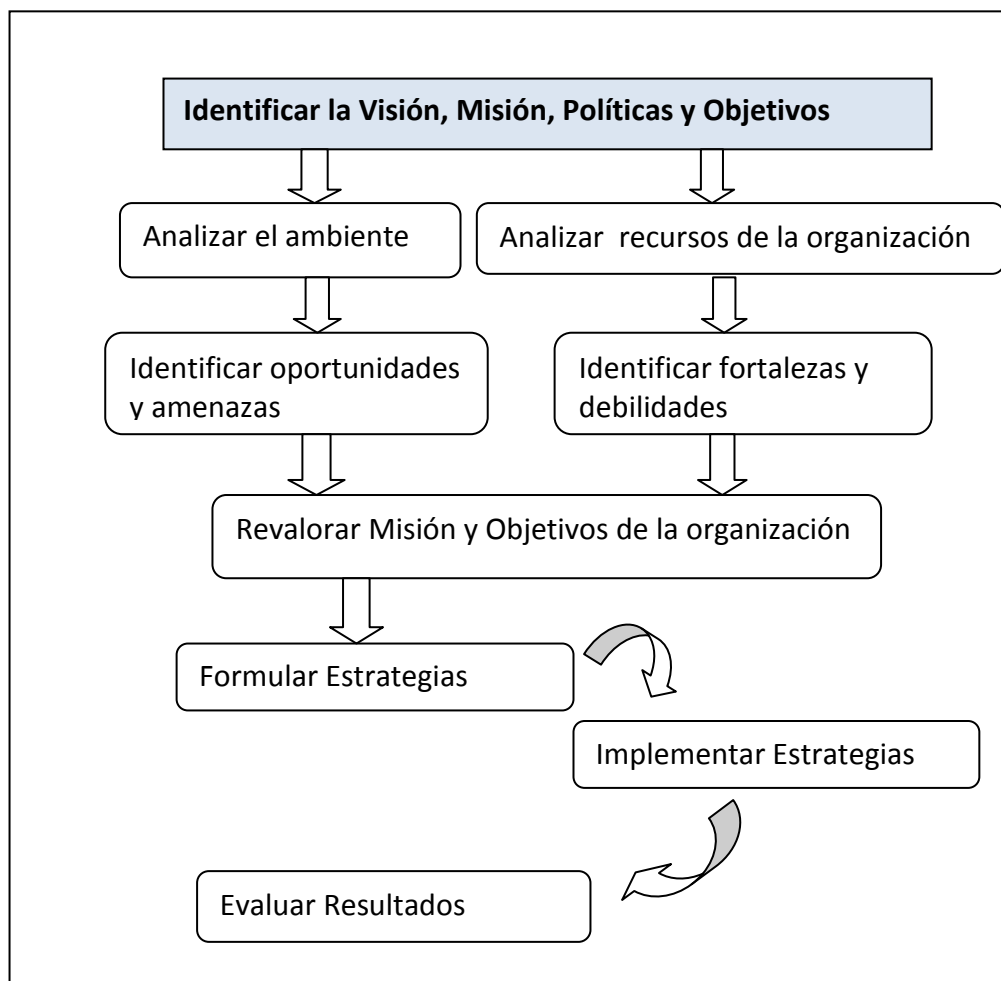 Identificar la Visión, Misión, Políticas y Objetivos
Analizar el ambiente
Analizar recursos de la organización
Identificar oportunidades
y amenazas
Identificar fortalezas y
debilidades
Revalorar Misión y Objetivos de la organización
Formular Estrategias
Implementar Estrategias
Evaluar Resultados